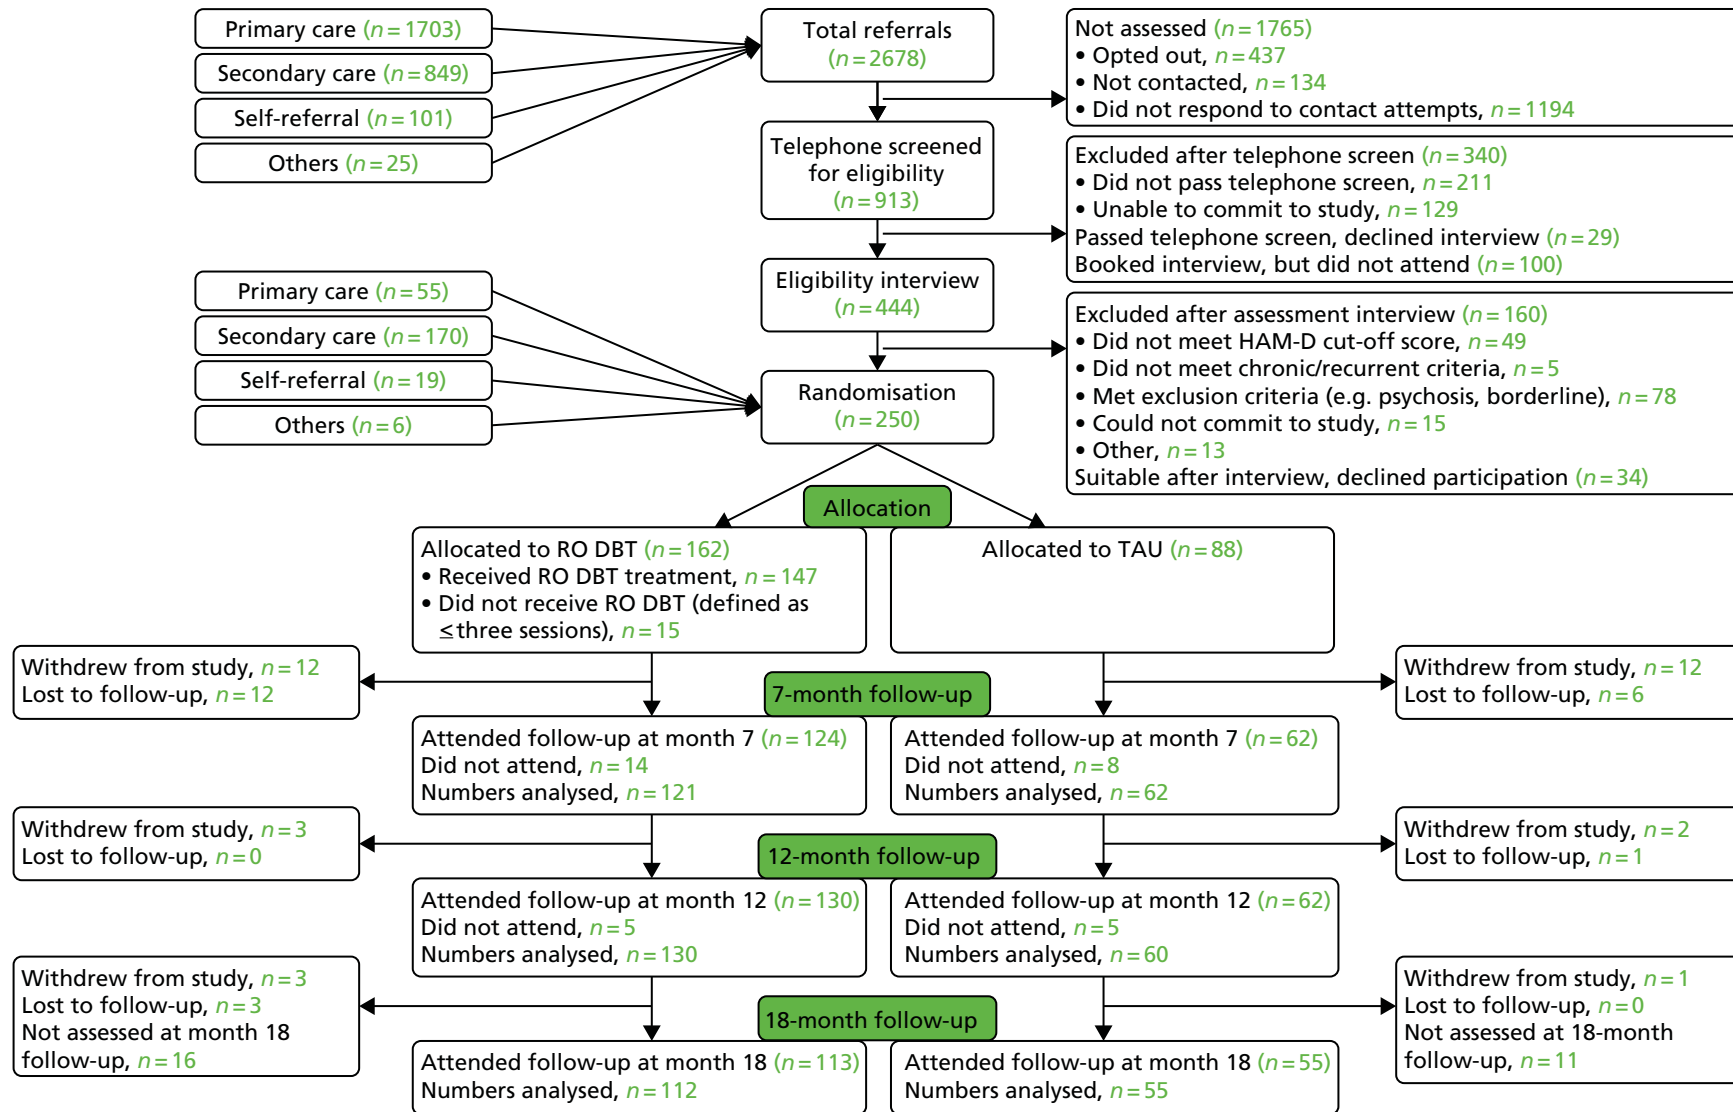 Primary care (n=1703)
Secondary care (n=849)
Self-referral (n=101)
Others (n=25)
Total referrals
(n=2678)
Not assessed (n=1765)
• Opted out, n=437
• Not contacted, n=134
• Did not respond to contact attempts, n=1194
Telephone screened
for eligibility
(n=913)
Excluded after telephone screen (n=340)
• Did not pass telephone screen, n=211
• Unable to commit to study, n=129
Passed telephone screen, declined interview (n=29)
Booked interview, but did not attend (n=100)
Eligibility interview
(n=444)
Primary care (n=55)
Secondary care (n=170)
Self-referral (n=19)
Others (n=6)
Excluded after assessment interview (n=160)
• Did not meet HAM-D cut-off score, n=49
• Did not meet chronic/recurrent criteria, n=5
• Met exclusion criteria (e.g. psychosis, borderline), n=78
• Could not commit to study, n=15
• Other, n=13
Suitable after interview, declined participation (n=34)
Randomisation
(n=250)
Allocation
Allocated to RO DBT (n=162)
• Received RO DBT treatment, n=147
• Did not receive RO DBT (defined as
≤three sessions), n=15
Allocated to TAU (n=88)
Withdrew from study, n=12
Lost to follow-up, n=12
7-month follow-up
Withdrew from study, n=12
Lost to follow-up, n=6
Attended follow-up at month 7 (n=124)
Did not attend, n=14
Numbers analysed, n=121
Attended follow-up at month 7 (n=62)
Did not attend, n=8
Numbers analysed, n=62
Withdrew from study, n=3
Lost to follow-up, n=0
12-month follow-up
Withdrew from study, n=2
Lost to follow-up, n=1
Attended follow-up at month 12 (n=130)
Did not attend, n=5
Numbers analysed, n=130
Attended follow-up at month 12 (n=62)
Did not attend, n=5
Numbers analysed, n=60
Withdrew from study, n=3
Lost to follow-up, n=3
Not assessed at month 18
follow-up, n=16
18-month follow-up
Withdrew from study, n=1
Lost to follow-up, n=0
Not assessed at 18-month
follow-up, n=11
Attended follow-up at month 18 (n=113)
Numbers analysed, n=112
Attended follow-up at month 18 (n=55)
Numbers analysed, n=55